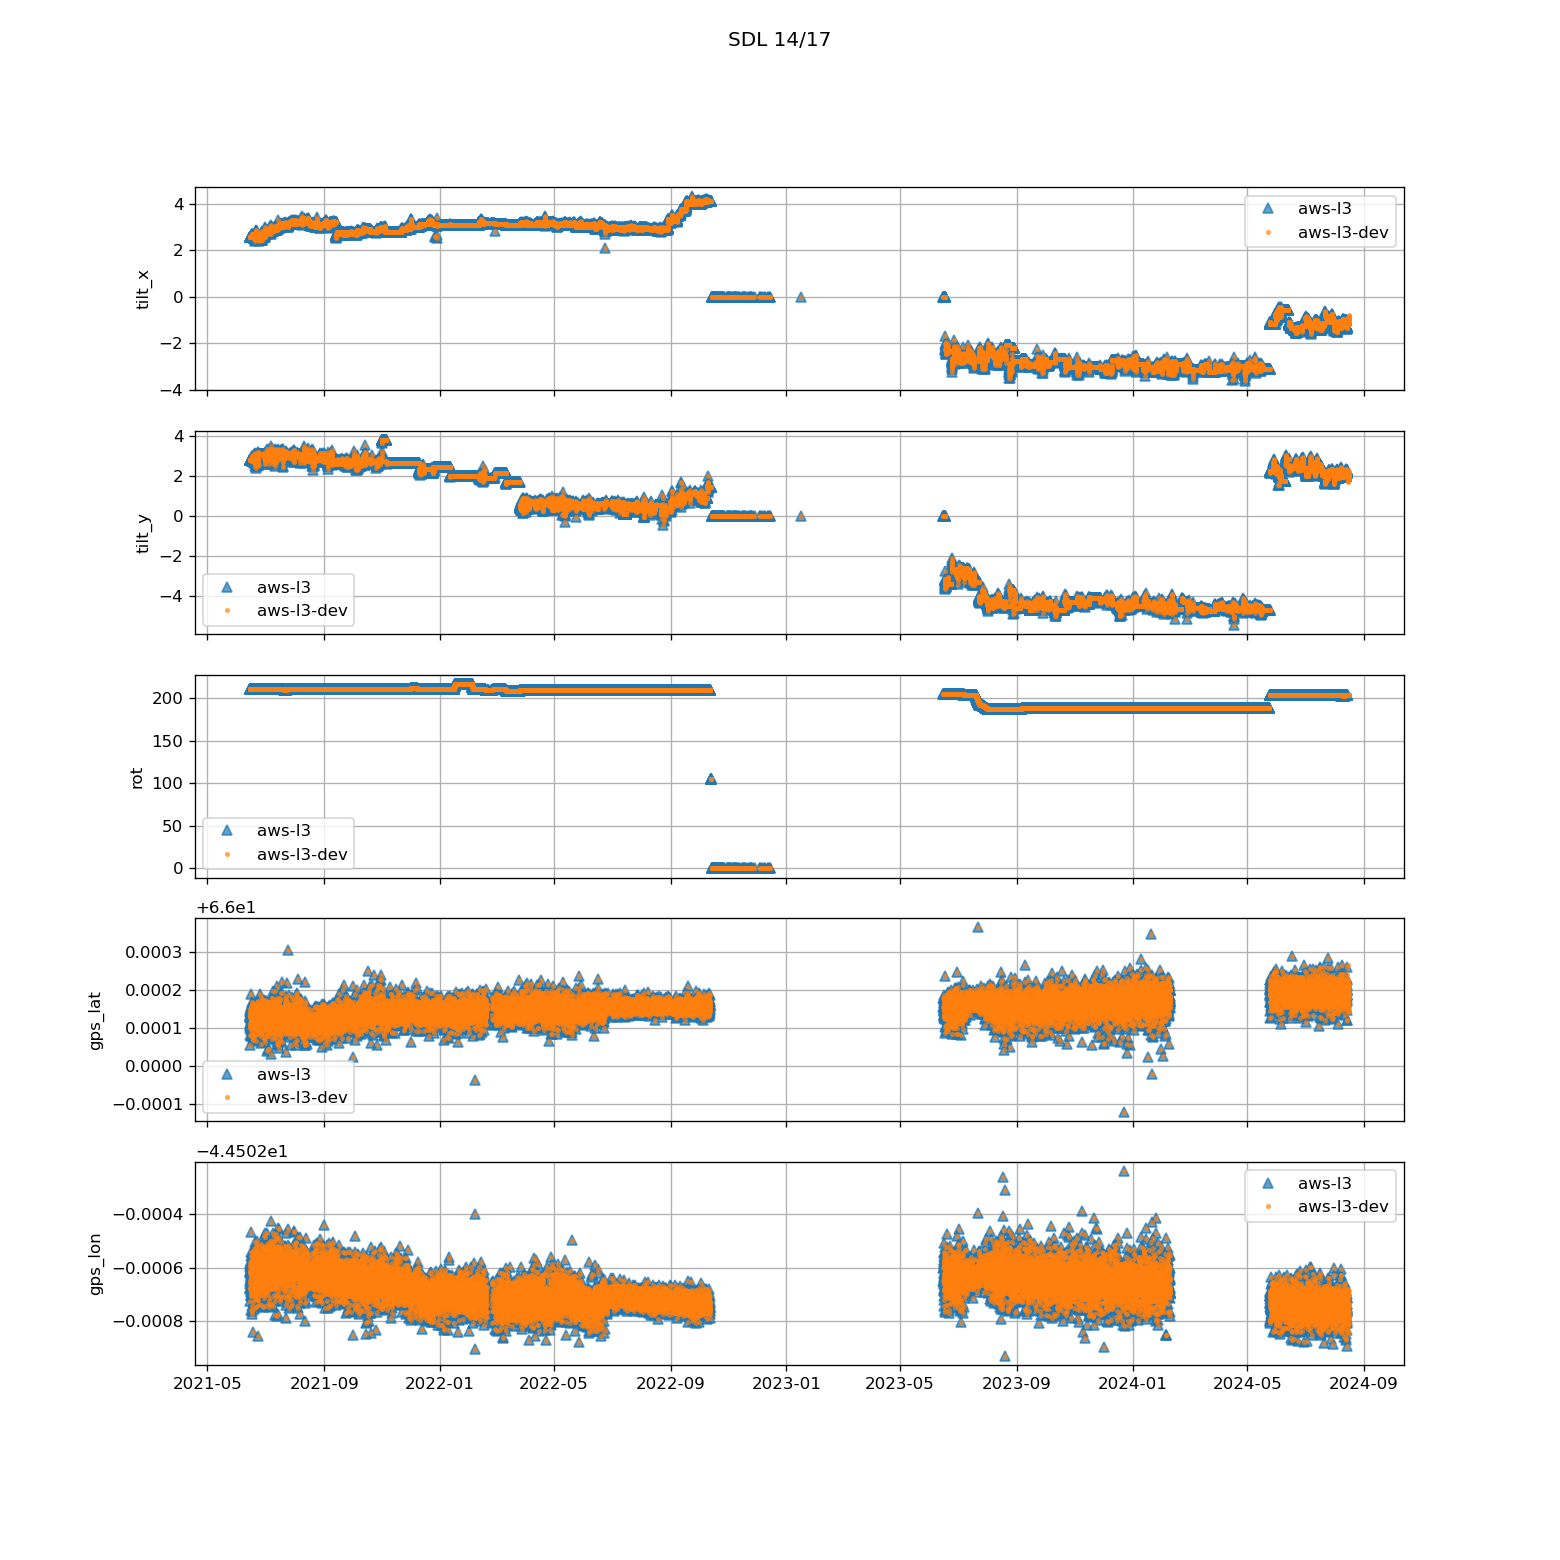 SDL 14/17
4
2
0
−2
−4
tilt_x
aws-l3
aws-l3-dev
4
2
0
−2
−4
tilt_y
aws-l3
aws-l3-dev
200
150
100
50
0
rot
aws-l3
aws-l3-dev
+6.6e1
0.0003
0.0002
0.0001
0.0000
−0.0001
gps_lat
aws-l3
aws-l3-dev
−4.4502e1
−0.0004
−0.0006
−0.0008
gps_lon
aws-l3
aws-l3-dev
2021-05 2021-09 2022-01 2022-05 2022-09 2023-01 2023-05 2023-09 2024-01 2024-05 2024-09